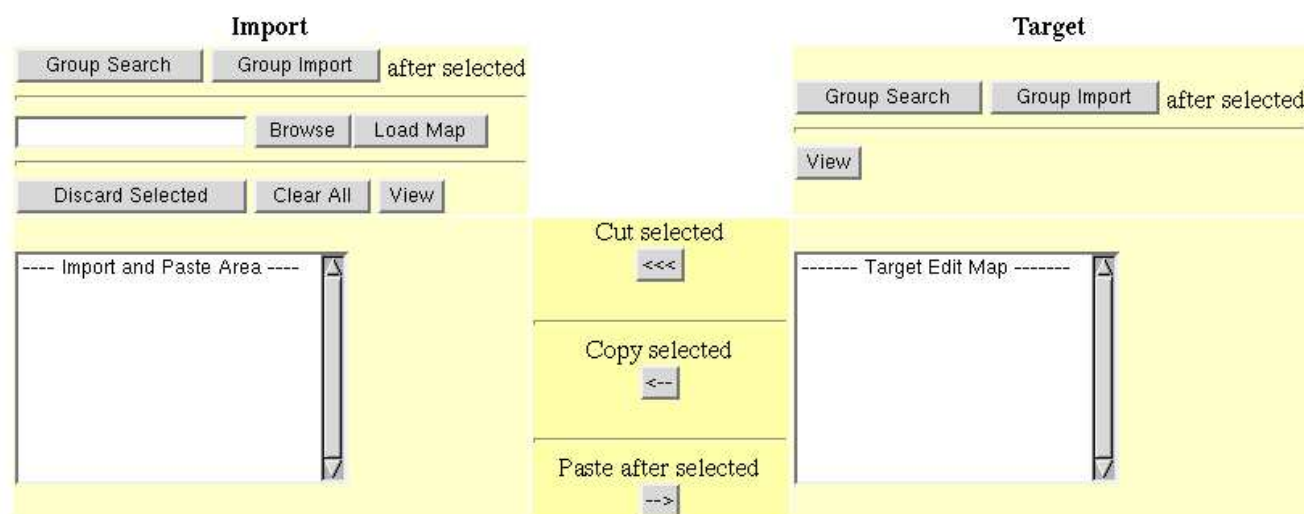 Import
Group Search Group Import after selected
Browse Load Map
Discard Selected Clear All View
---- Import and Paste Area ----
Cut selected
<<<
Copy selected
<--
Paste after selected
-->
Target
Group Search Group Import after selected
View
------- Target Edit Map -------